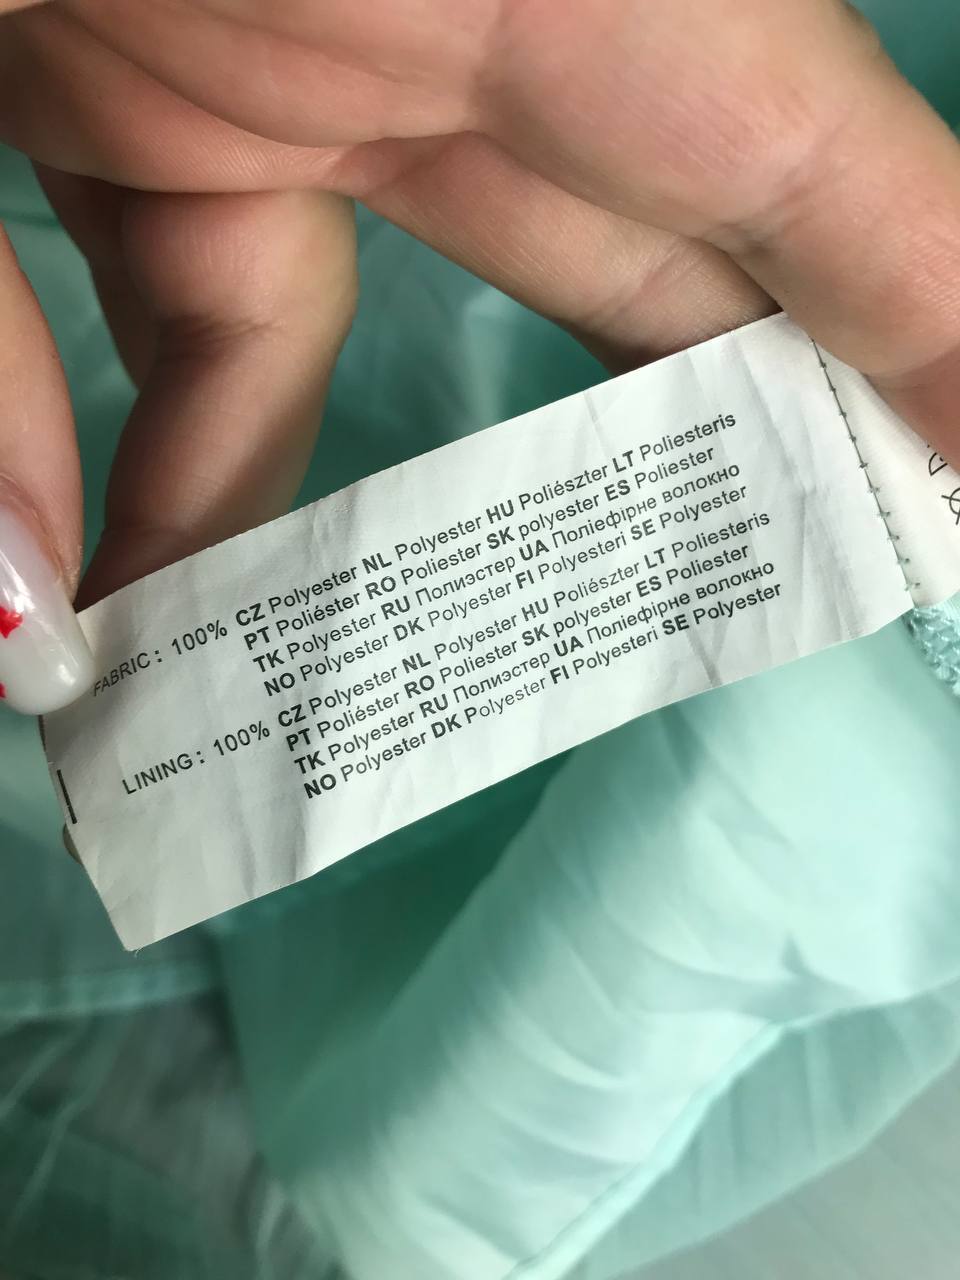 FABRIC: 100% CZ Polyester NL Polyester HU Poliészter LT Poliesteris
PT Poliéster RO Poliester SK polyester ES Poliester
TK Polyester RU Полиэстер UA Поліефірне волокно
NO Polyester DK Polyester FI Polyesteri SE Polyester
LINING: 100% CZ Polyester NL Polyester HU Poliészter LT Poliesteris
PT Poliéster RO Poliester SK polyester ES Poliester
TK Polyester RU Полиэстер UA Поліефірне волокно
NO Polyester DK Polyester FI Polyesteri SE Polyester